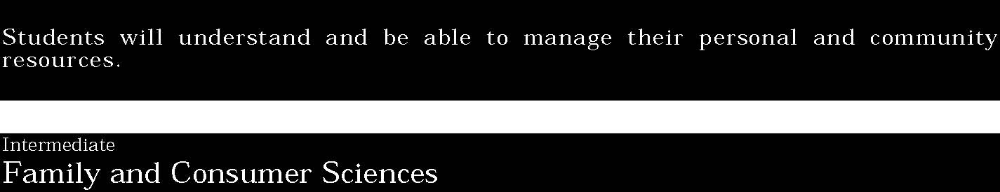 Students will understand and be able to manage their personal and community
resources.
Intermediate
Family and Consumer Sciences